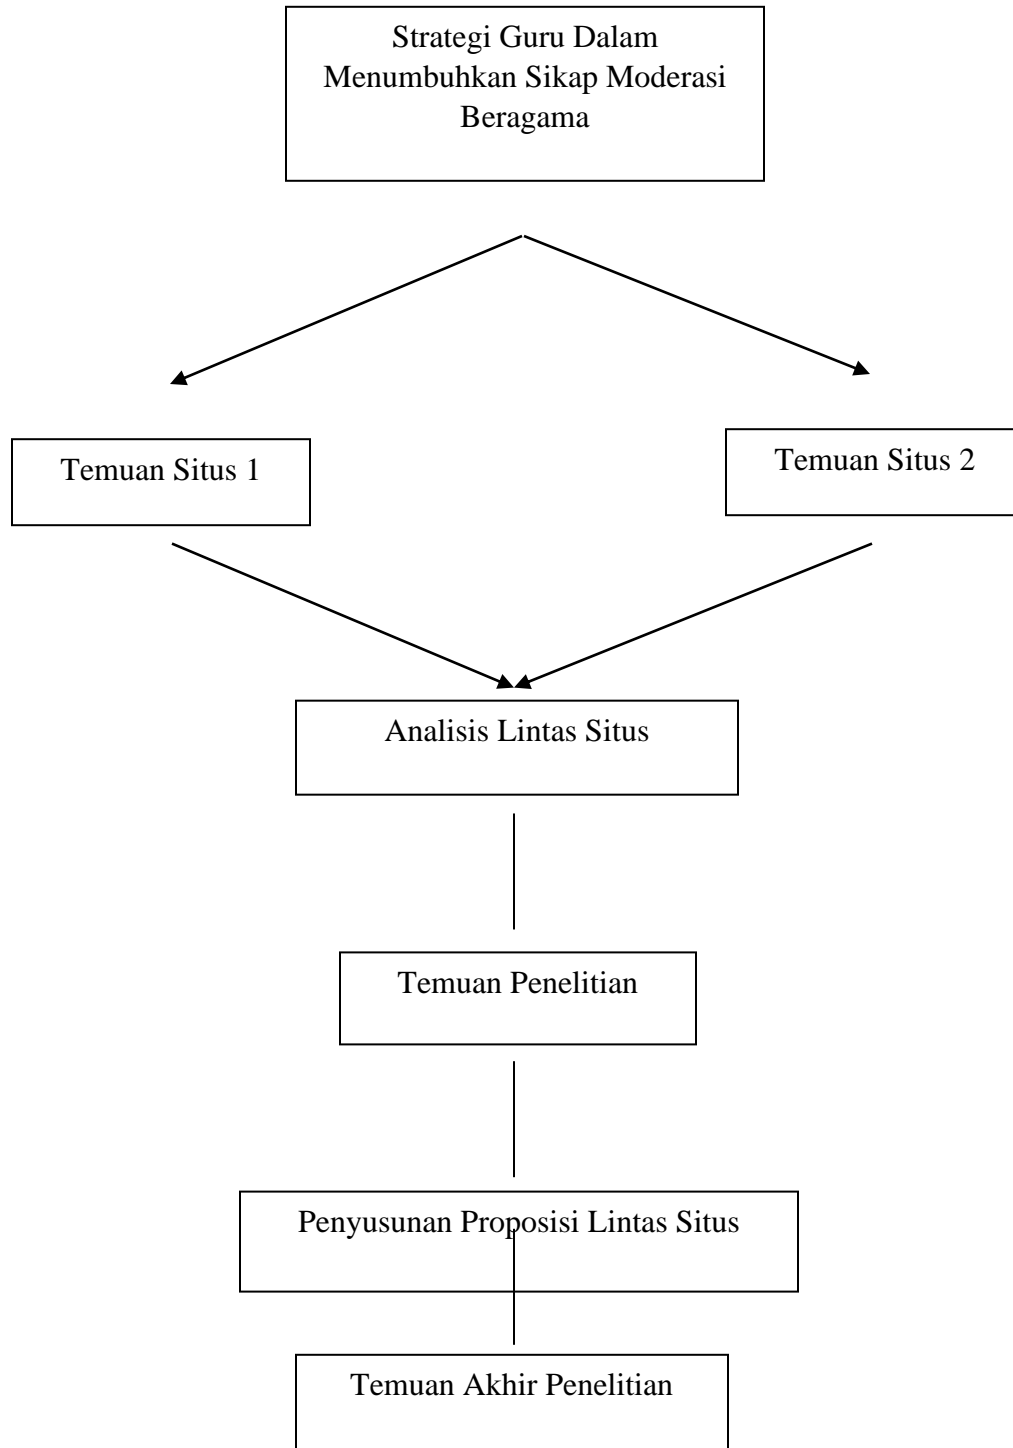 Strategi Guru Dalam
Menumbuhkan Sikap Moderasi
Beragama
Temuan Situs 1
Temuan Situs 2
Analisis Lintas Situs
Temuan Penelitian
Penyusunan Proposisi Lintas Situs
Temuan Akhir Penelitian